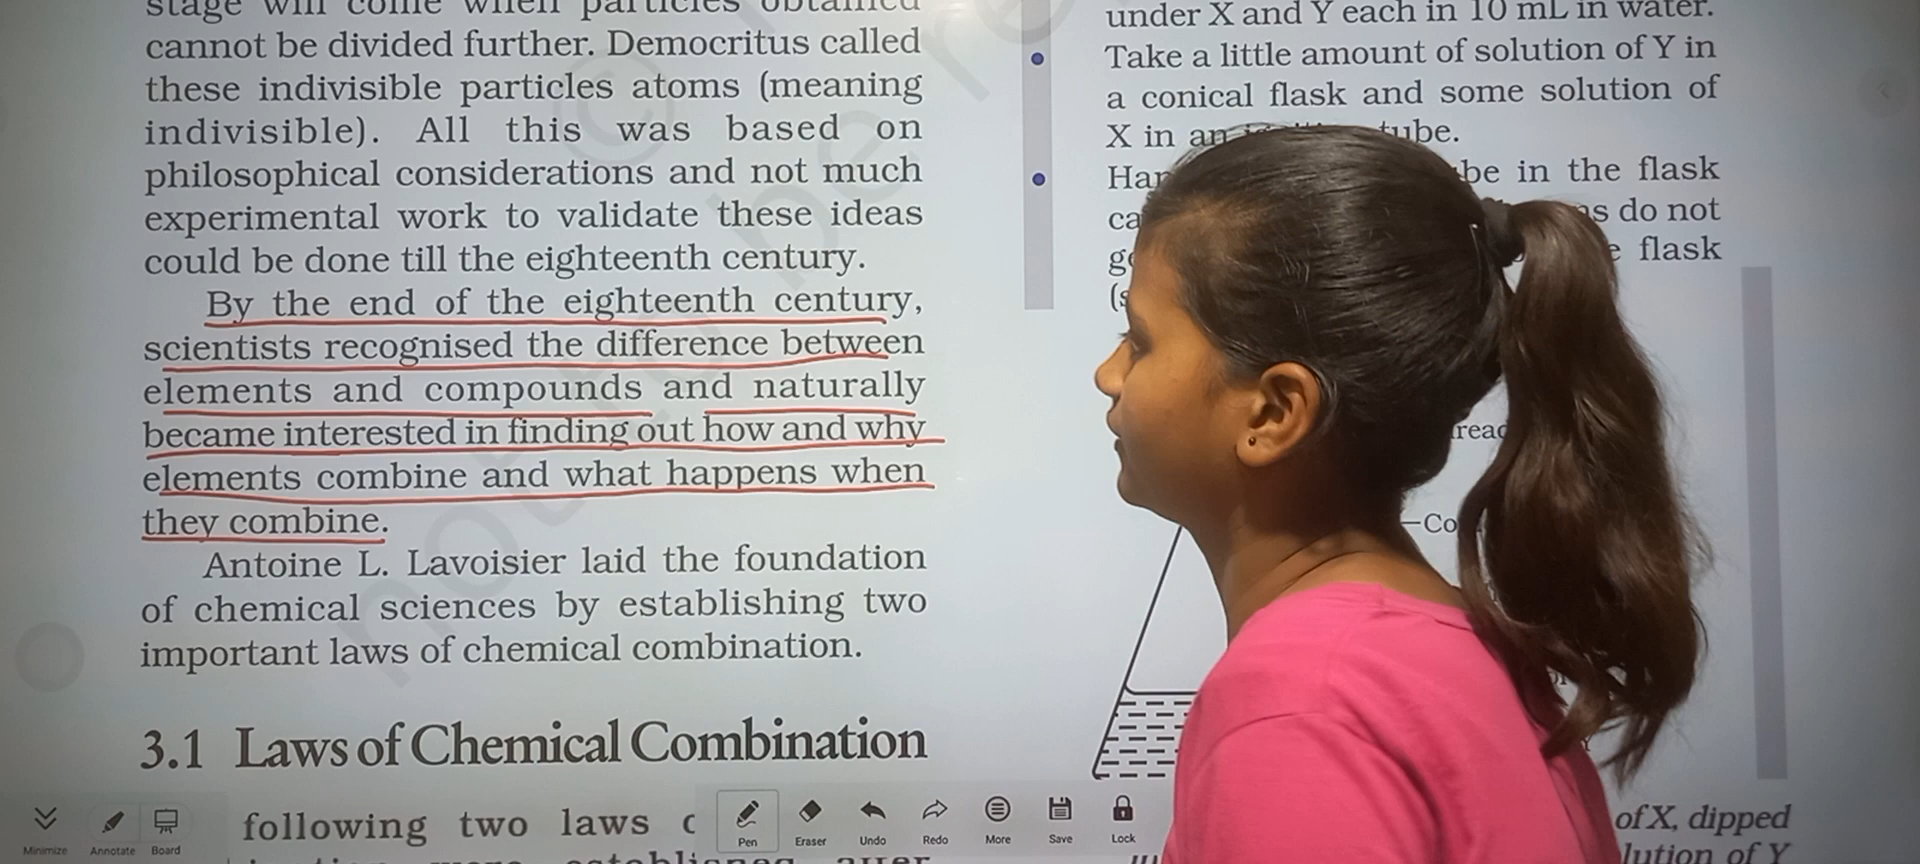 stage will come when particles obtained
cannot be divided further. Democritus called
these indivisible particles atoms (meaning
indivisible). All this was based on
philosophical considerations and not much
experimental work to validate these ideas
could be done till the eighteenth century.
By the end of the eighteenth century,
scientists recognised the difference between
elements and compounds and naturally
became interested in finding out how and why
elements combine and what happens when
they combine.
Antoine L. Lavoisier laid the foundation
of chemical sciences by establishing two
important laws of chemical combination.
3.1 Laws of Chemical Combination
following two laws
under X and Y each in 10 mL in water.
Take a little amount of solution of Y in
a conical flask and some solution of
X in an tube.
be in the flask
do not
flask
of X, dipped
of Y
Minimize Annotate Board Pen Eraser Undo Redo More Save Lock